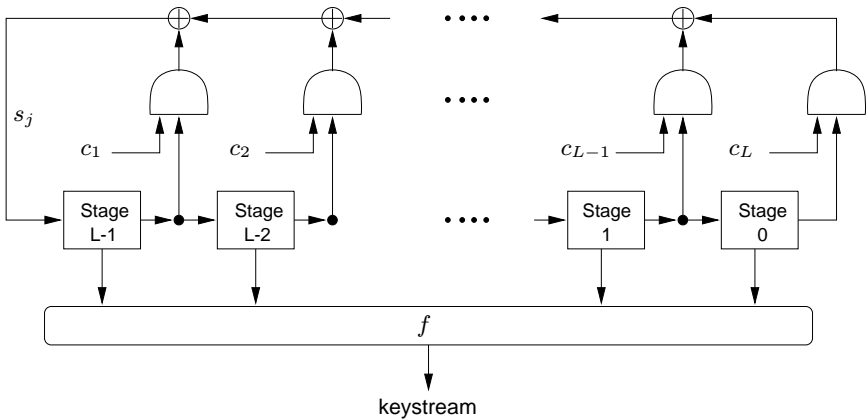 s_j
c_1
c_2
c_{L−1}
c_L
Stage
L-1
Stage
L-2
Stage
1
Stage
0
f
keystream